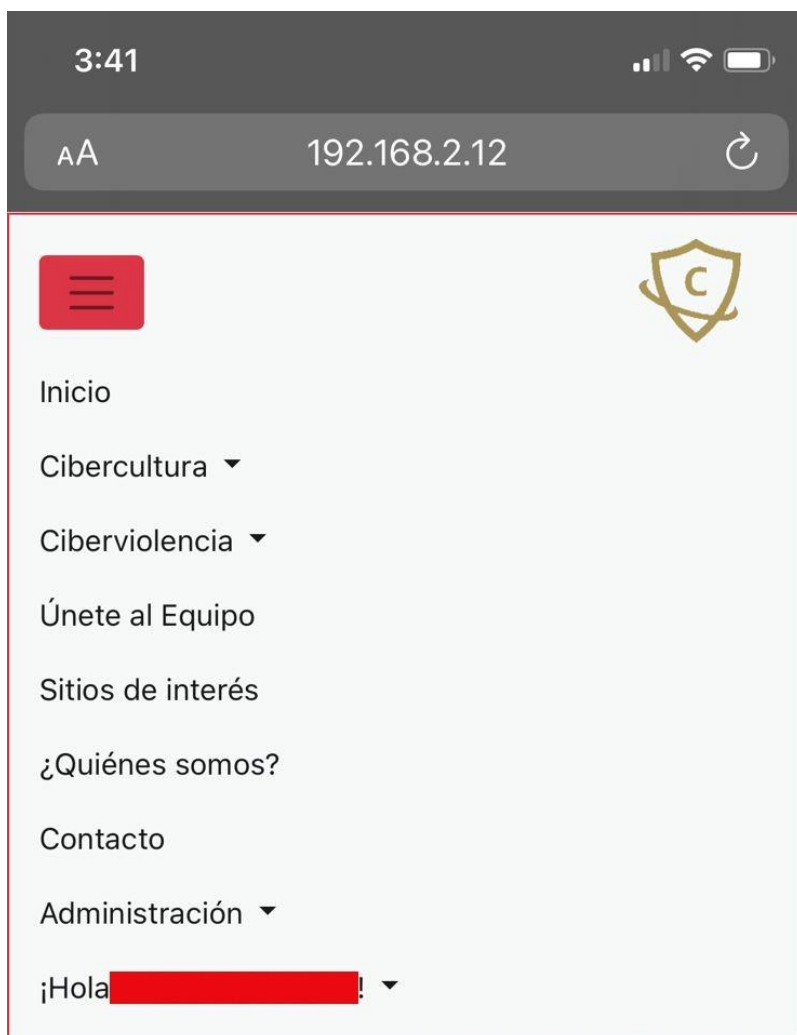 3:41
AA 192.168.2.12
C
Inicio
Cibercultura
Ciberviolencia
Únete al Equipo
Sitios de interés
¿Quiénes somos?
Contacto
Administración
¡Hola !